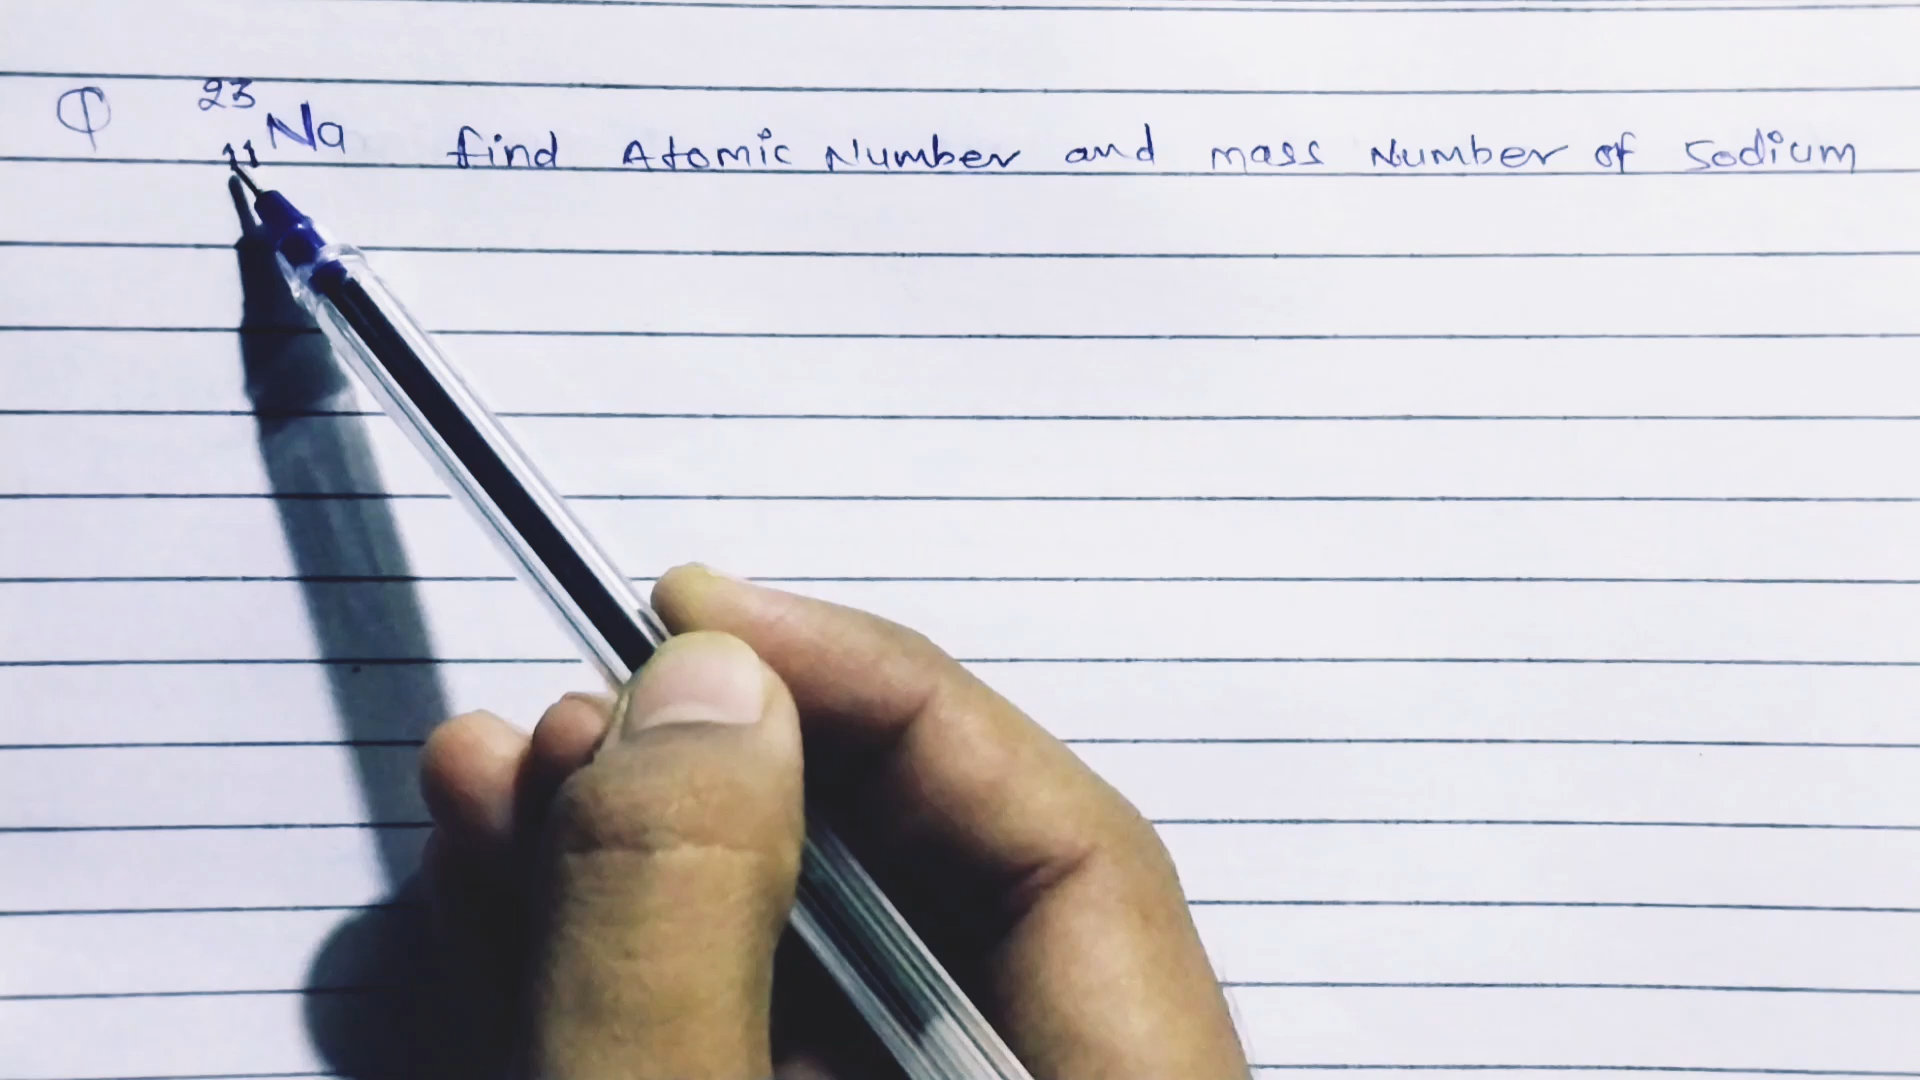 Q ²³₁₁Na find Atomic Number and mass Number of Sodium